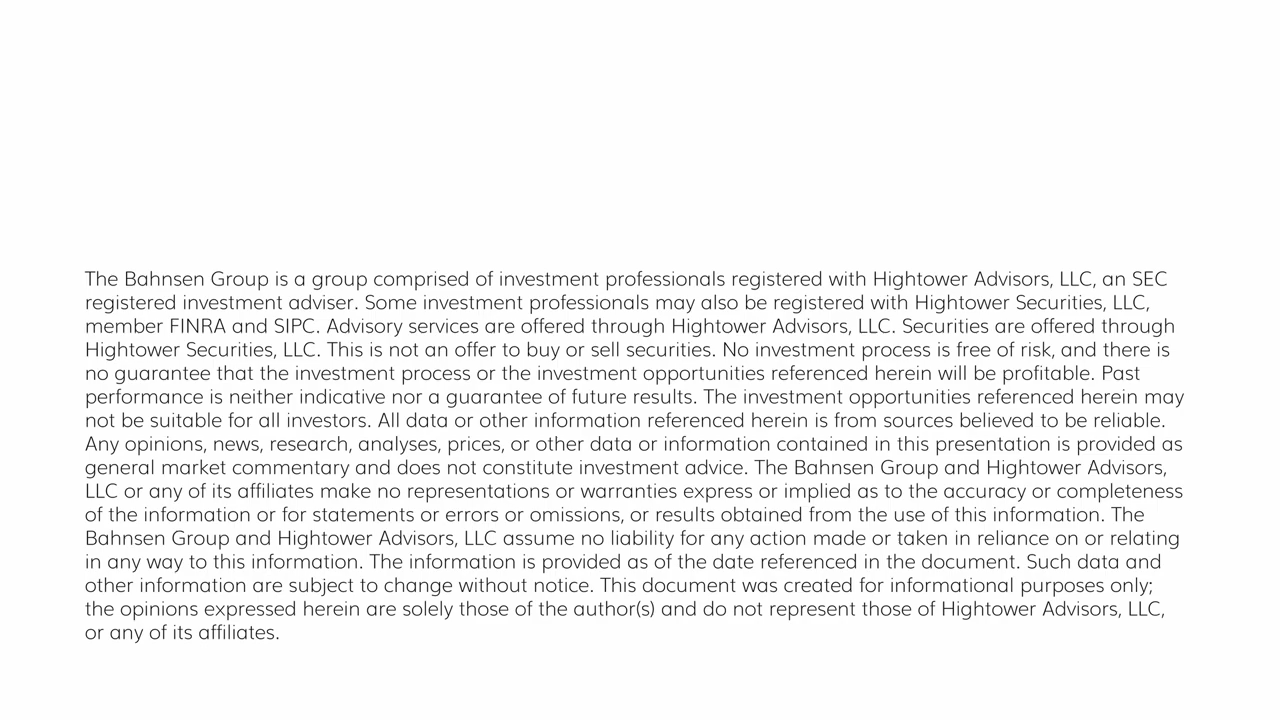 The Bahnsen Group is a group comprised of investment professionals registered with Hightower Advisors, LLC, an SEC
registered investment adviser. Some investment professionals may also be registered with Hightower Securities, LLC,
member FINRA and SIPC. Advisory services are offered through Hightower Advisors, LLC. Securities are offered through
Hightower Securities, LLC. This is not an offer to buy or sell securities. No investment process is free of risk, and there is
no guarantee that the investment process or the investment opportunities referenced herein will be profitable. Past
performance is neither indicative nor a guarantee of future results. The investment opportunities referenced herein may
not be suitable for all investors. All data or other information referenced herein is from sources believed to be reliable.
Any opinions, news, research, analyses, prices, or other data or information contained in this presentation is provided as
general market commentary and does not constitute investment advice. The Bahnsen Group and Hightower Advisors,
LLC or any of its affiliates make no representations or warranties express or implied as to the accuracy or completeness
of the information or for statements or errors or omissions, or results obtained from the use of this information. The
Bahnsen Group and Hightower Advisors, LLC assume no liability for any action made or taken in reliance on or relating
in any way to this information. The information is provided as of the date referenced in the document. Such data and
other information are subject to change without notice. This document was created for informational purposes only;
the opinions expressed herein are solely those of the author(s) and do not represent those of Hightower Advisors, LLC,
or any of its affiliates.